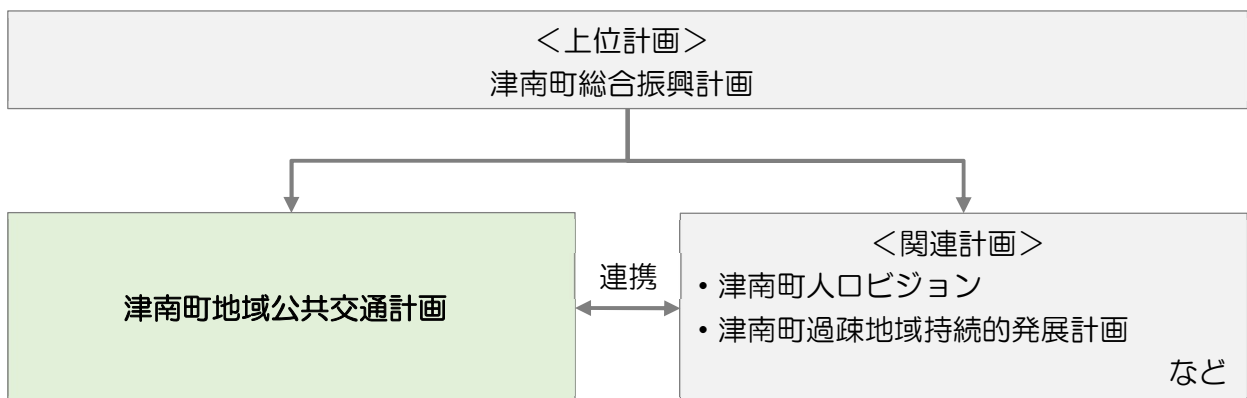 ＜上位計画＞
津南町総合振興計画
津南町地域公共交通計画
連携
＜関連計画＞
・津南町人口ビジョン
・津南町過疎地域持続的発展計画
など